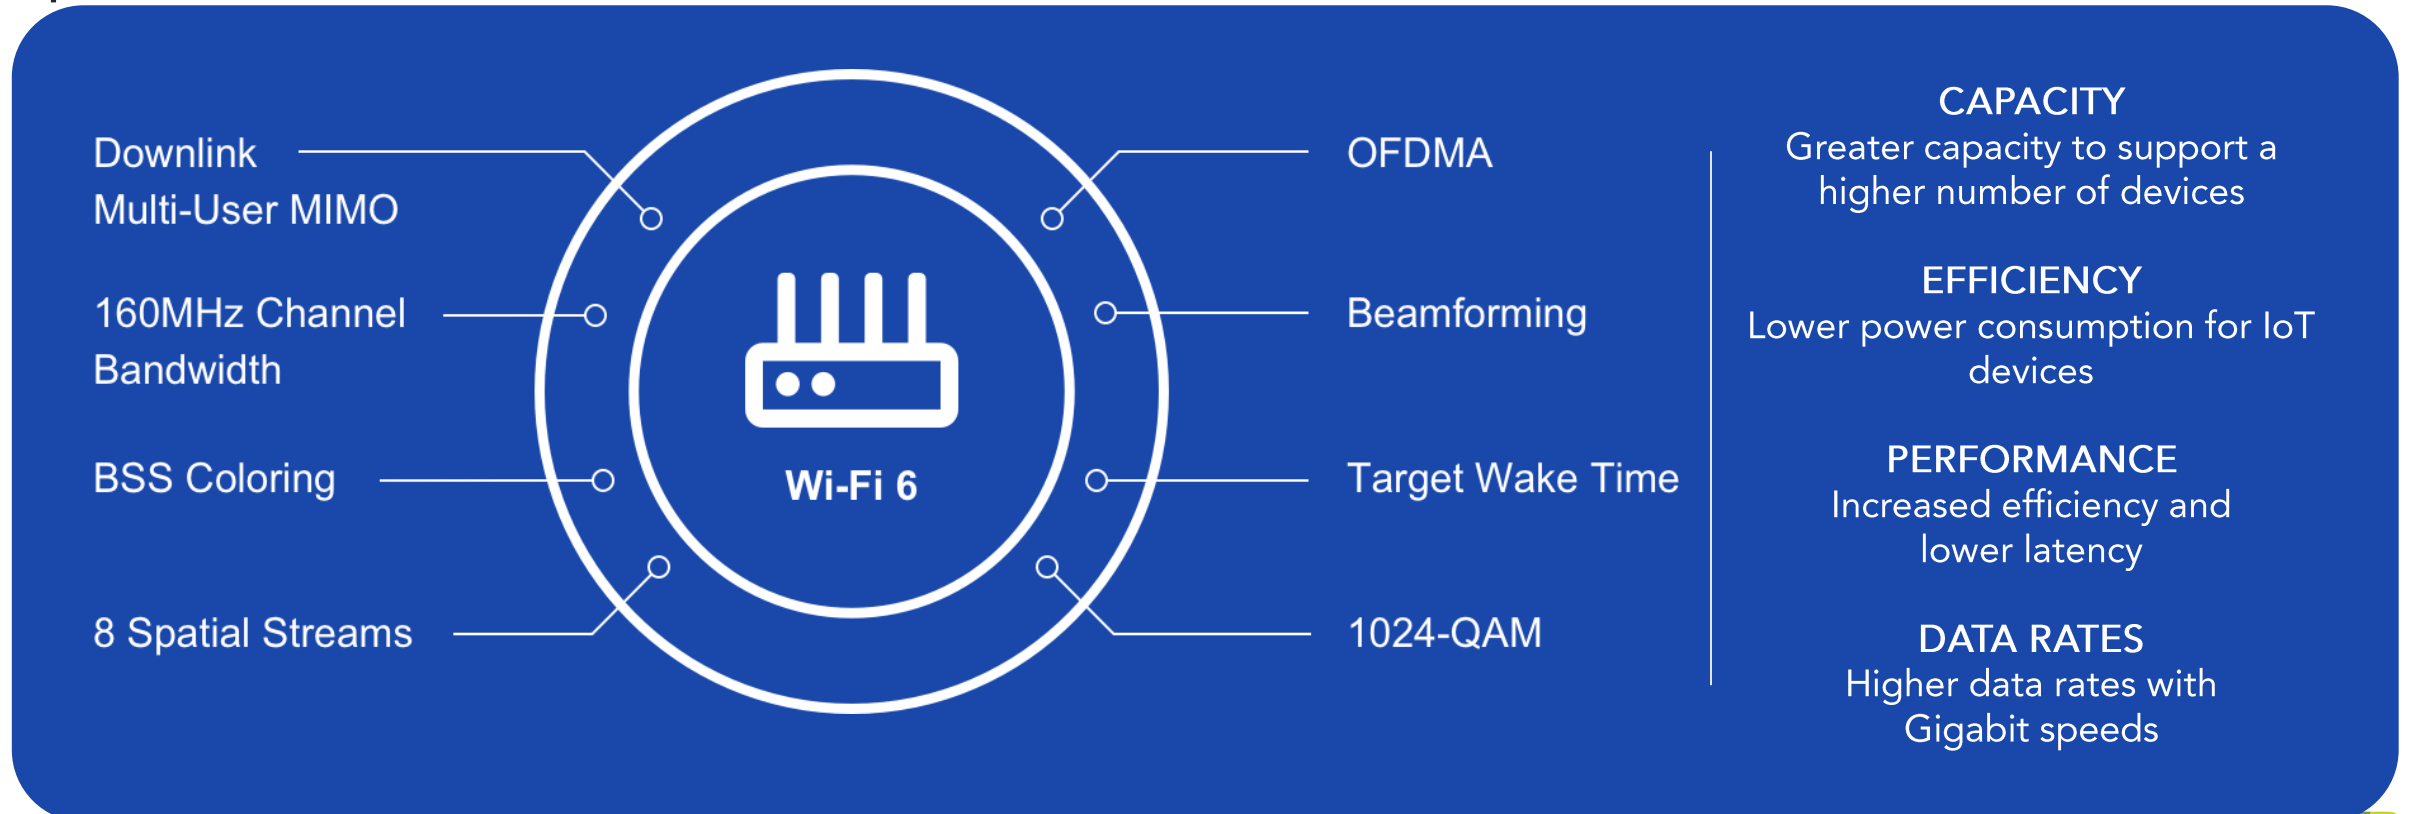 Downlink
Multi-User MIMO
160MHz Channel
Bandwidth
BSS Coloring
8 Spatial Streams
Wi-Fi 6
OFDMA
Beamforming
Target Wake Time
1024-QAM
CAPACITY
Greater capacity to support a
higher number of devices
EFFICIENCY
Lower power consumption for IoT
devices
PERFORMANCE
Increased efficiency and
lower latency
DATA RATES
Higher data rates with
Gigabit speeds